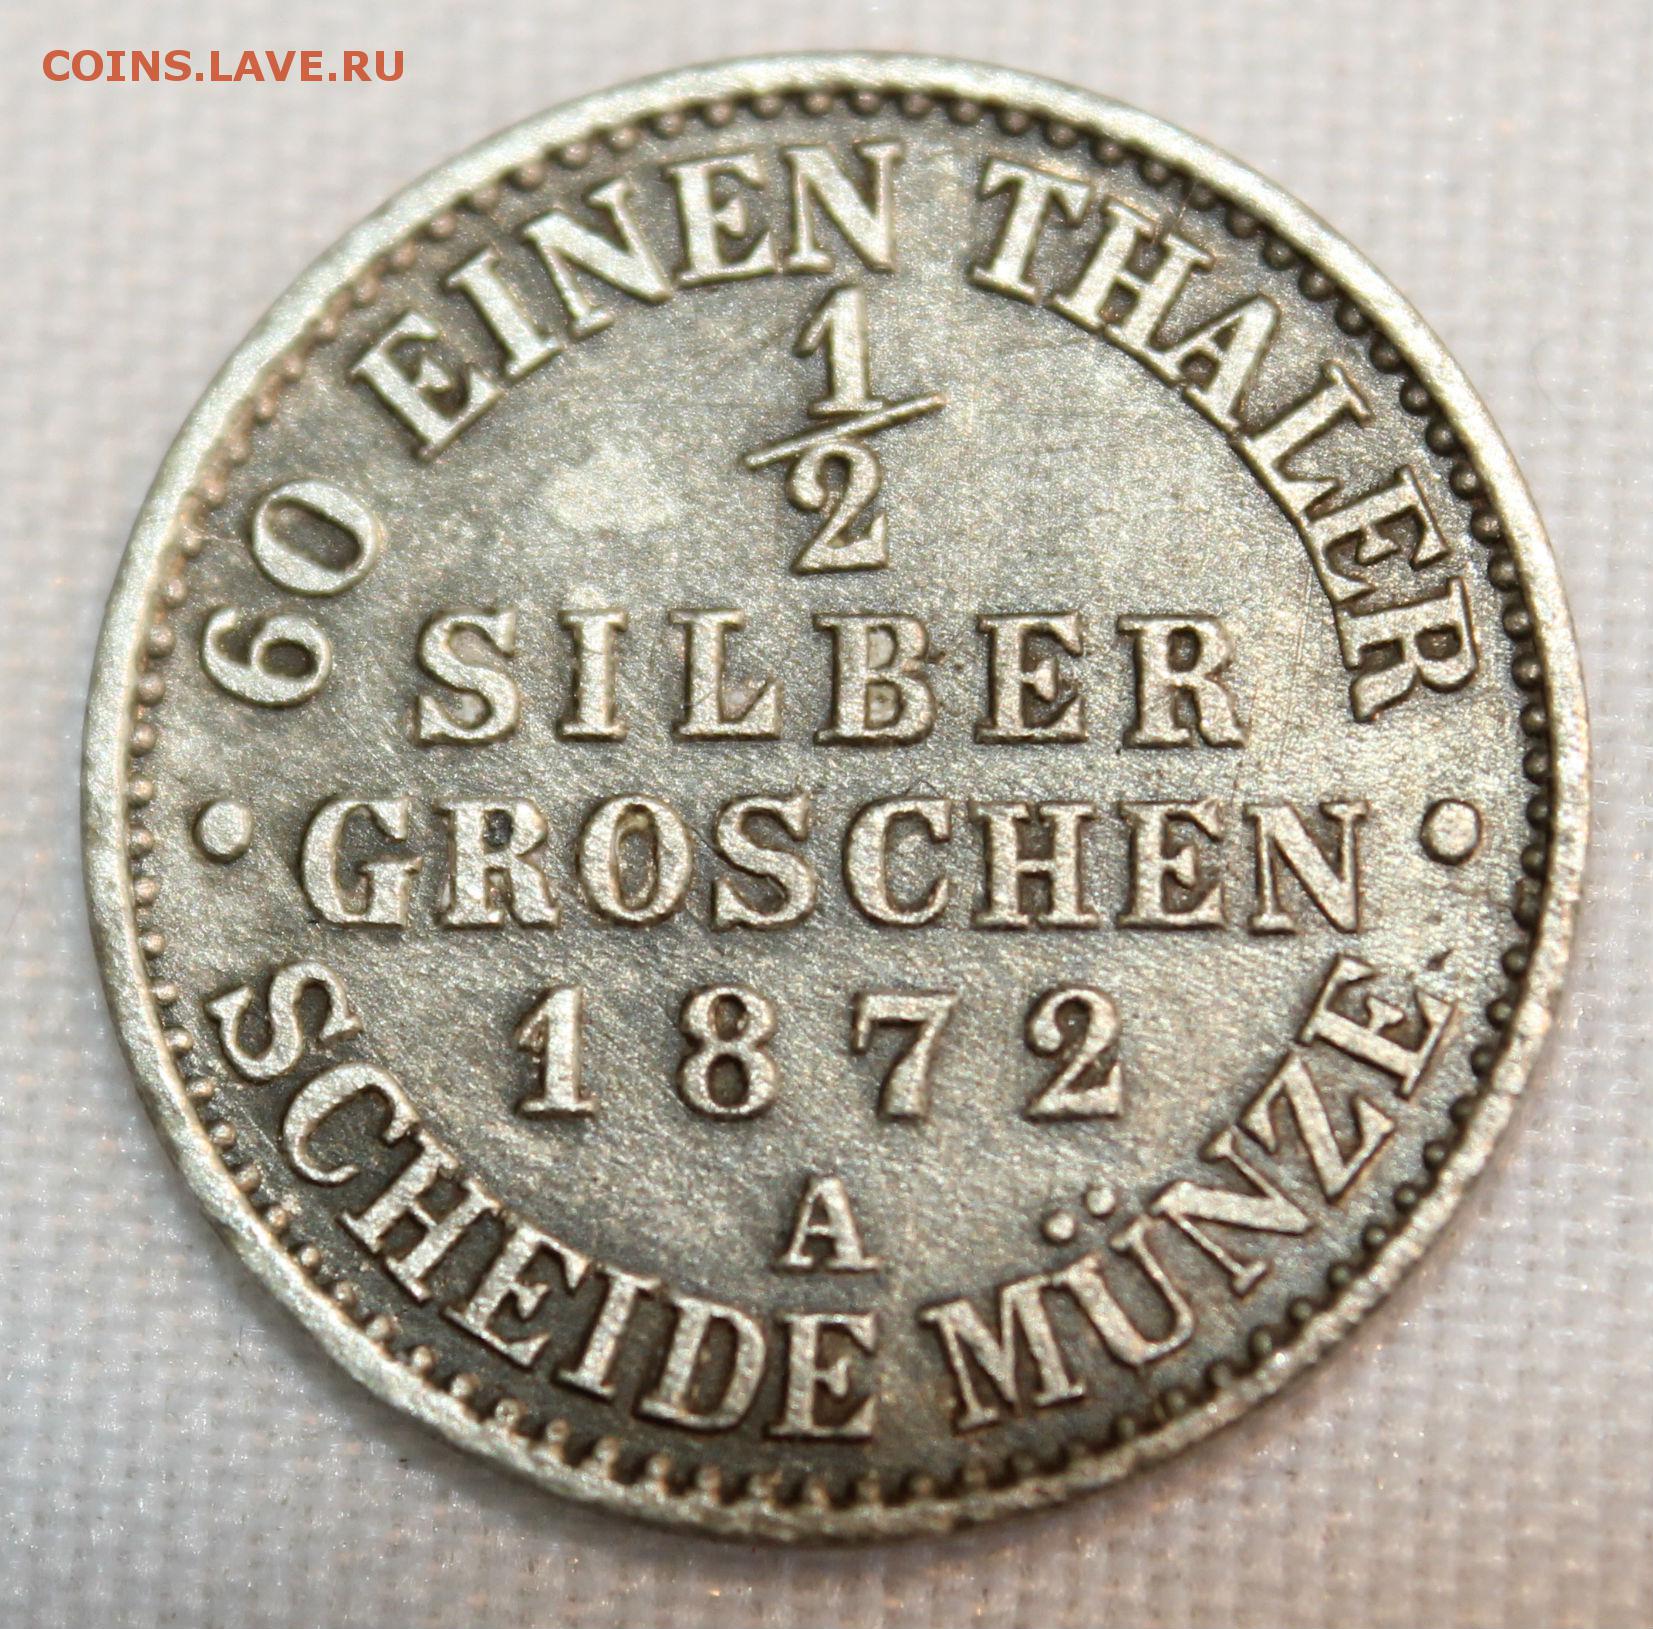 COINS.LAVE.RU
60 EINEN THALER
1/2
SILBER
GROSCHEN
1872
A
SCHEIDE MÜNZE